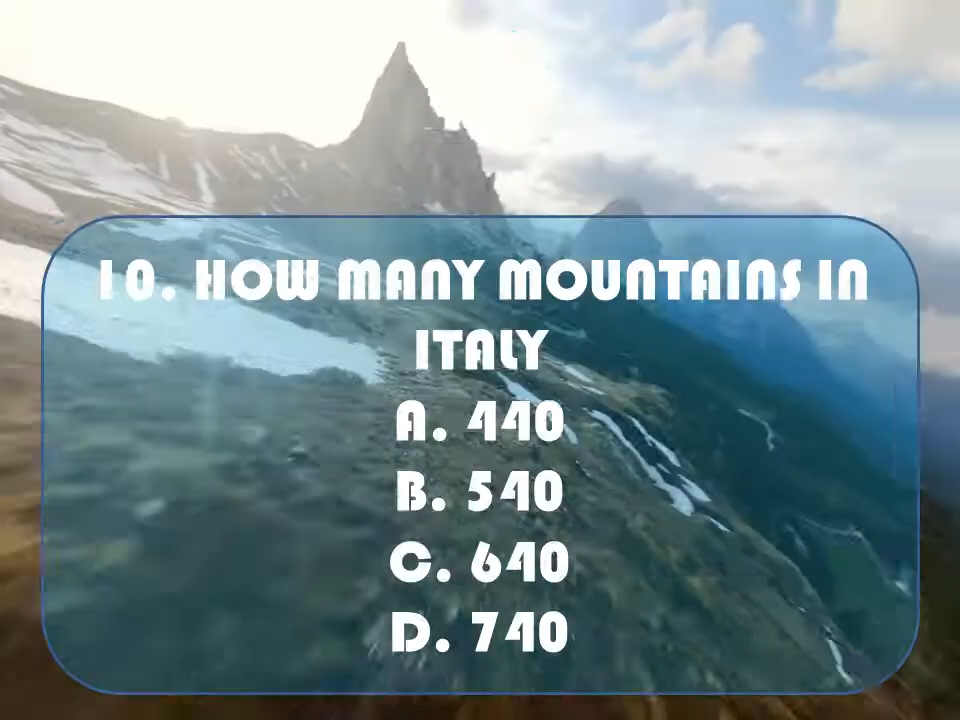 10. HOW MANY MOUNTAINS IN
ITALY
A. 440
B. 540
C. 640
D. 740